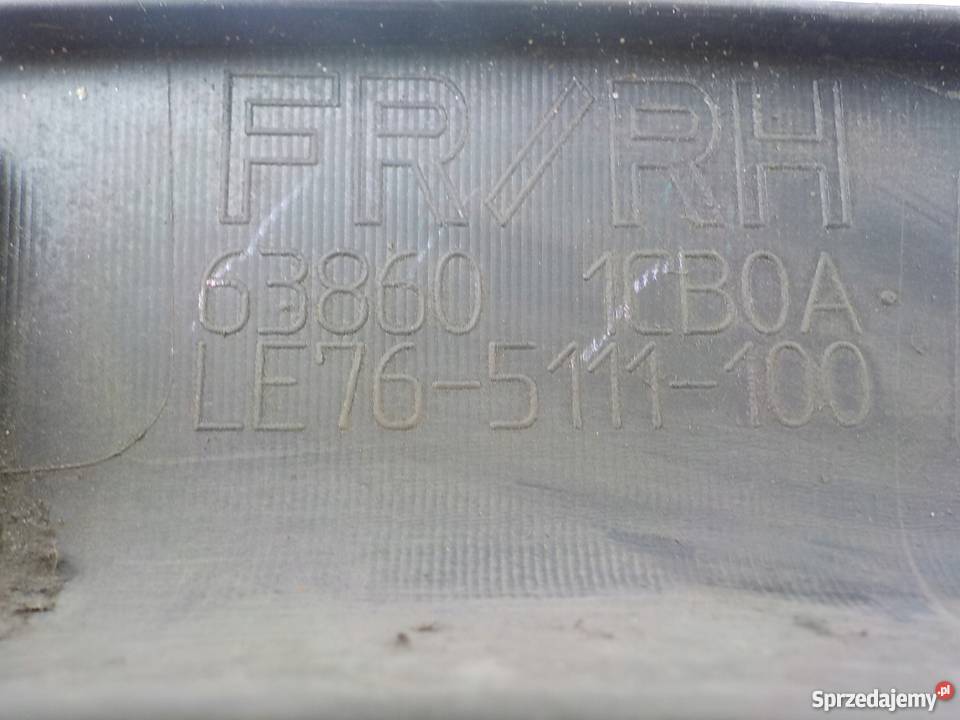 FR/RH
63860 1CB0A
LE76-5111-100
Sprzedajemy.pl